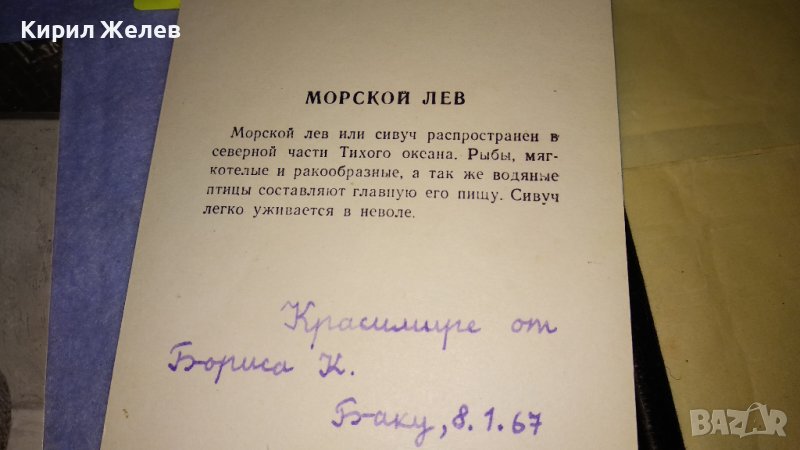 Кирил Желев
МОРСКОЙ ЛЕВ
Морской лев или сивуч распространен в
северной части Тихого океана. Рыбы, мяг-
котелые и ракообразные, а так же водяные
птицы составляют главную его пищу. Сивуч
легко уживается в неволе.
Красимире от
Бориса К.
Баку, 8.1.67
BAZAR